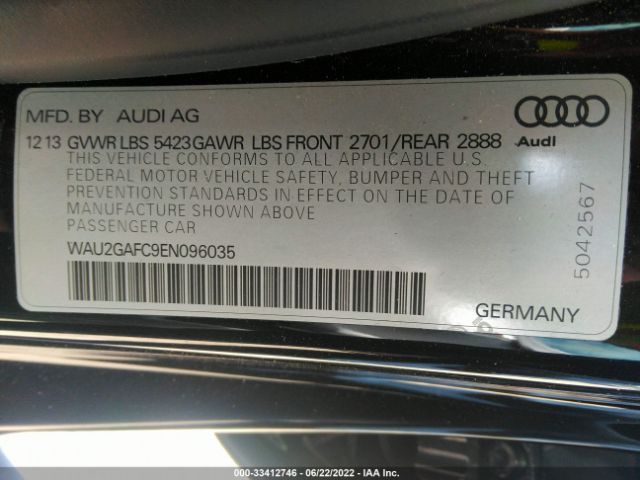 MFD. BY AUDI AG
12 13 GVWR LBS 5423 GAWR LBS FRONT 2701/REAR 2888
Audi
THIS VEHICLE CONFORMS TO ALL APPLICABLE U.S.
FEDERAL MOTOR VEHICLE SAFETY, BUMPER AND THEFT
PREVENTION STANDARDS IN EFFECT ON THE DATE OF
MANUFACTURE SHOWN ABOVE
PASSENGER CAR
WAU2GAFC9EN096035
5042567
GERMANY
000-33412746 - 06/22/2022 - IAA Inc.